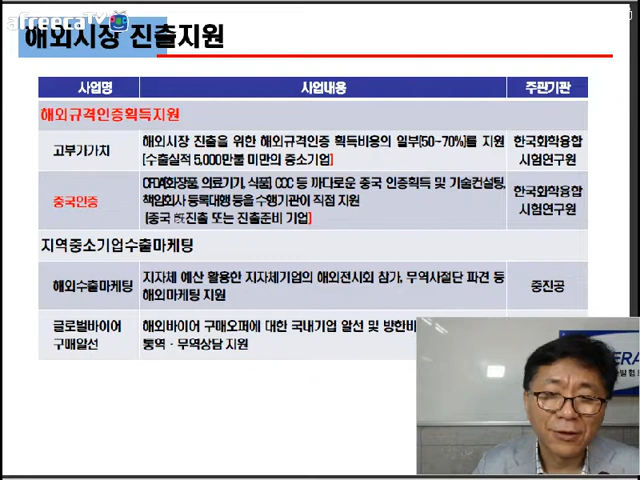 afreecaTV
해외시장 진출지원
사업명 사업내용 주관기관
해외규격인증획득지원
고부가가치
해외시장 진출을 위한 해외규격인증 획득비용의 일부[50~70%]를 지원
[수출실적 5,000만불 미만의 중소기업]
한국화학융합
시험연구원
중국인증
CFDA[화장품, 의료기기, 식품] CCC 등 까다로운 중국 인증획득 및 기술컨설팅,
책임회사 등록대행 등을 수행기관이 직접 지원
[중국 旣진출 또는 진출준비 기업]
한국화학융합
시험연구원
지역중소기업수출마케팅
해외수출마케팅
지자체 예산 활용한 지자체기업의 해외전시회 참가, 무역사절단 파견 등
해외마케팅 지원
중진공
글로벌바이어
구매알선
해외바이어 구매오퍼에 대한 국내기업 알선 및 방한바
통역 · 무역상담 지원
ERA